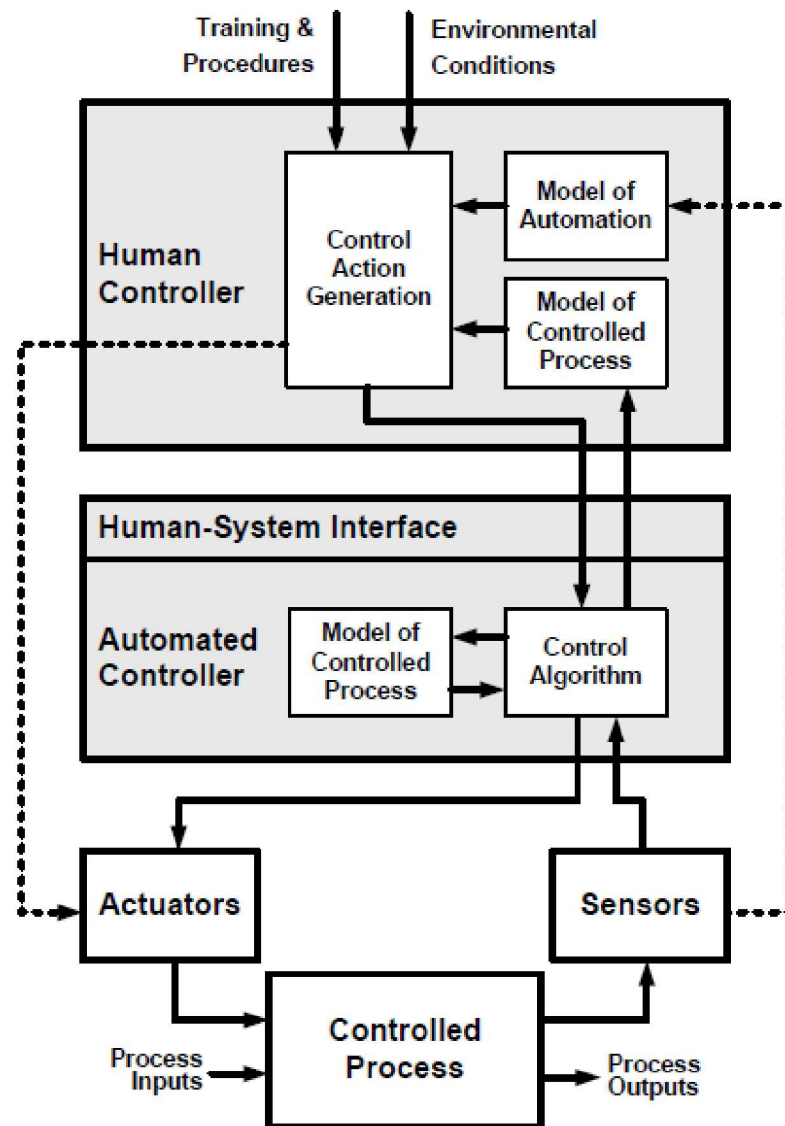 Training &
Procedures
Environmental
Conditions
Human
Controller
Control
Action
Generation
Model of
Automation
Model of
Controlled
Process
Human-System Interface
Automated
Controller
Model of
Controlled
Process
Control
Algorithm
Actuators
Sensors
Controlled
Process
Process
Inputs
Process
Outputs